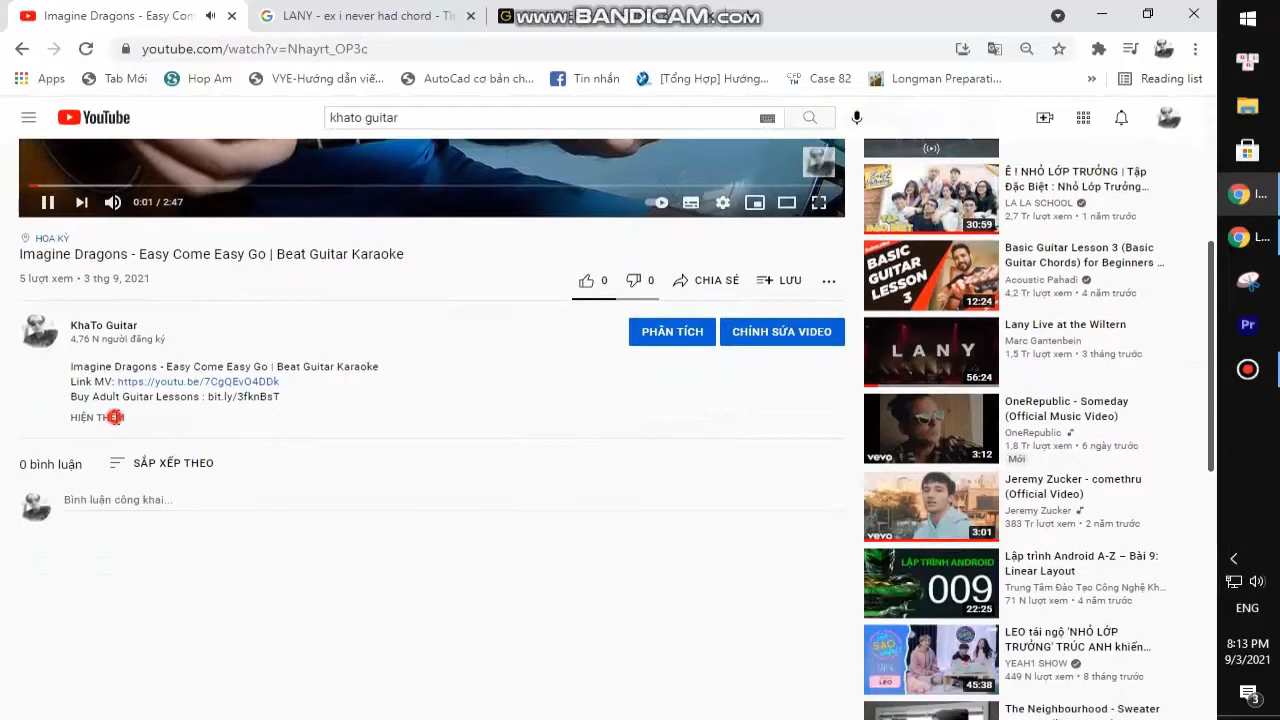 Imagine Dragons - Easy Com
LANY - ex i never had chord - Th
www.BANDICAM.com
youtube.com/watch?v=Nhayrt_OP3c
Apps
Tab Mới
Hop Am
VYE-Hướng dẫn viế...
AutoCad cơ bản ch...
Tin nhắn
[Tổng Hợp] Hướng...
Case 82
Longman Preparati...
»
Reading list
YouTube
khato guitar
0:01 / 2:47
HOA KỲ
Imagine Dragons - Easy Come Easy Go | Beat Guitar Karaoke
5 lượt xem • 3 thg 9, 2021
0
0
CHIA SẺ
LƯU
KhaTo Guitar
4,76 N người đăng ký
PHÂN TÍCH
CHỈNH SỬA VIDEO
Imagine Dragons - Easy Come Easy Go | Beat Guitar Karaoke
Link MV: https://youtu.be/7CgQEvO4DDk
Buy Adult Guitar Lessons : bit.ly/3fknBsT
HIỆN THÊM
0 bình luận
SẮP XẾP THEO
Bình luận công khai...
30:59
Ê ! NHỎ LỚP TRƯỞNG | Tập
Đặc Biệt : Nhỏ Lớp Trưởng...
LA LA SCHOOL
2,7 Tr lượt xem • 1 năm trước
BASIC
GUITAR
LESSON
3
12:24
Basic Guitar Lesson 3 (Basic
Guitar Chords) for Beginners ...
Acoustic Pahadi
4,2 Tr lượt xem • 4 năm trước
LANY
56:24
Lany Live at the Wiltern
Marc Gantenbein
1,5 Tr lượt xem • 3 tháng trước
vevo
3:12
OneRepublic - Someday
(Official Music Video)
OneRepublic
1,8 Tr lượt xem • 6 ngày trước
Mới
vevo
3:01
Jeremy Zucker - comethru
(Official Video)
Jeremy Zucker
383 Tr lượt xem • 2 năm trước
LẬP TRÌNH ANDROID
009
22:25
Lập trình Android A-Z – Bài 9:
Linear Layout
Trung Tâm Đào Tạo Công Nghệ Kh...
71 N lượt xem • 4 năm trước
SAO
LEO
45:38
LEO tái ngộ 'NHỎ LỚP
TRƯỞNG' TRÚC ANH khiến...
YEAH1 SHOW
449 N lượt xem • 8 tháng trước
The Neighbourhood - Sweater
I...
L...
Pr
ENG
8:13 PM
9/3/2021
3